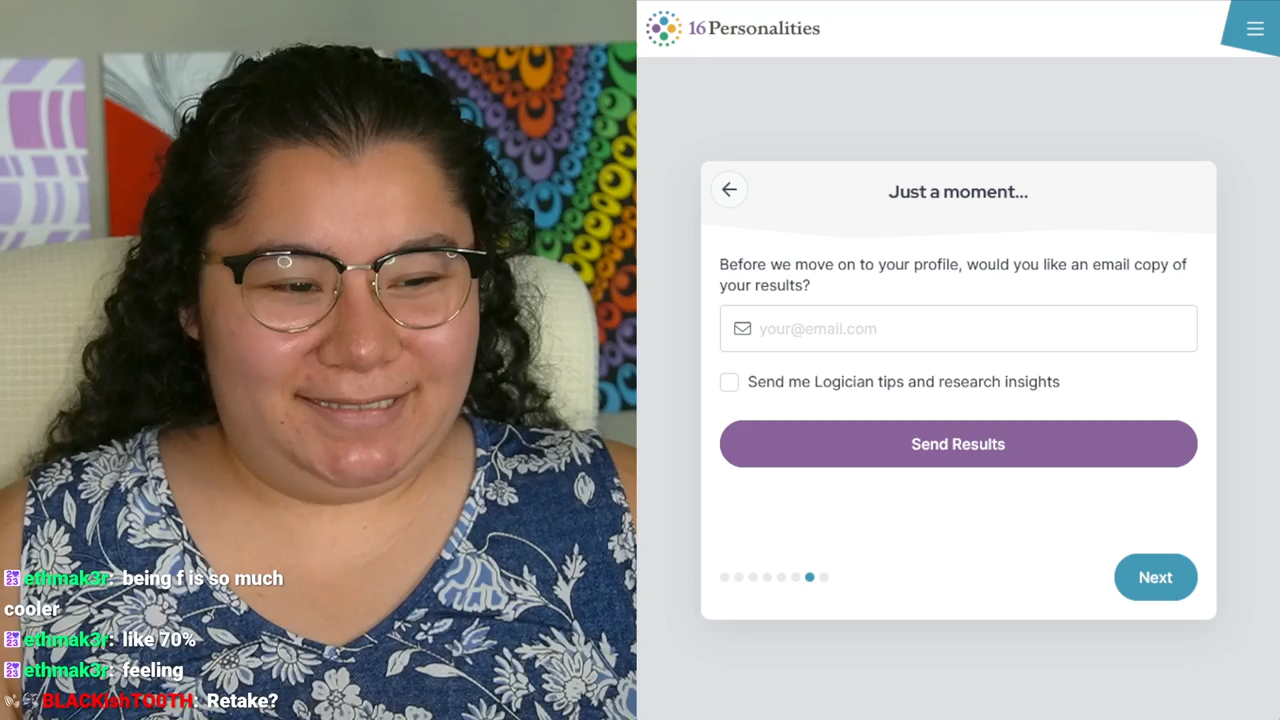 16Personalities
Just a moment...
Before we move on to your profile, would you like an email copy of
your results?
your@email.com
Send me Logician tips and research insights
Send Results
Next
ethmak3r: being f is so much
cooler
ethmak3r: like 70%
ethmak3r: feeling
BLACKishTOOTH: Retake?